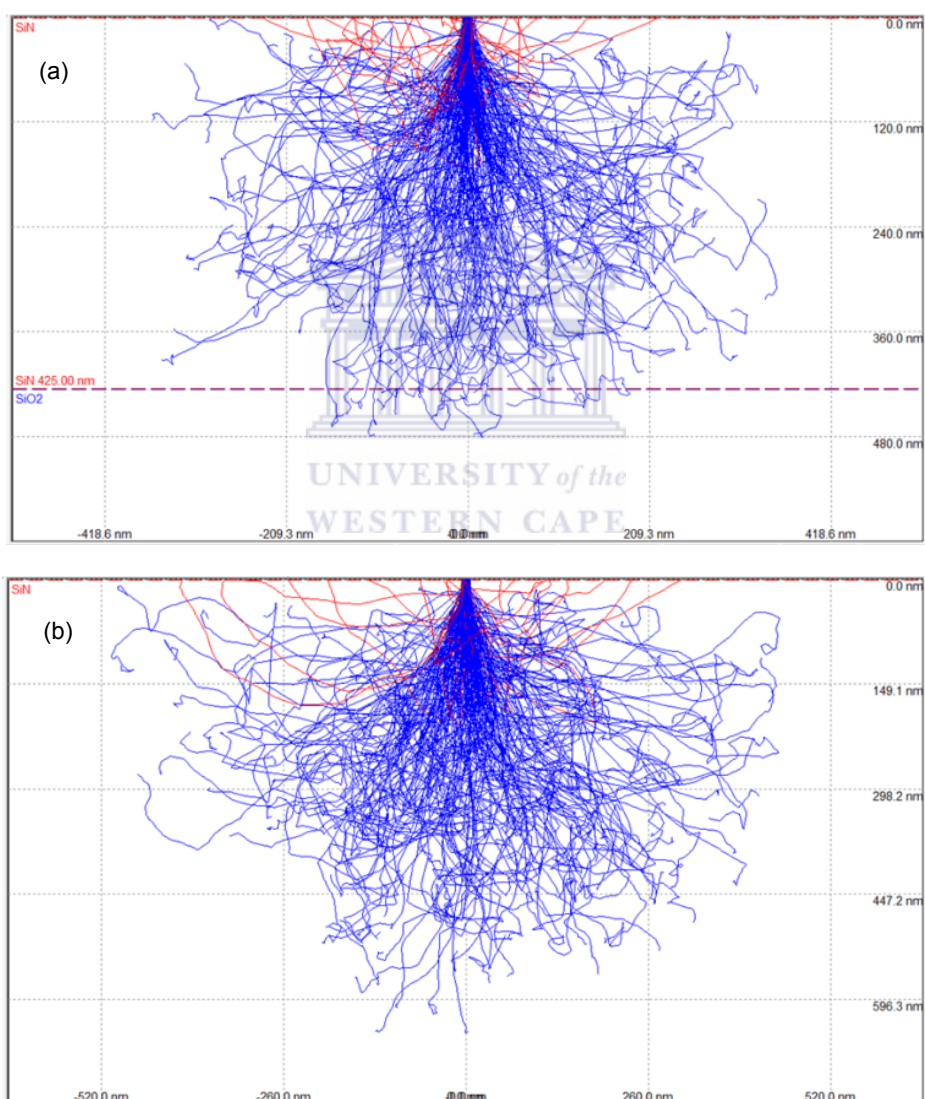 SiN
0.0 nm
(a)
120.0 nm
240.0 nm
360.0 nm
SiN 425.00 nm
SiO2
480.0 nm
UNIVERSITY of the
WESTERN CAPE
-418.6 nm -209.3 nm 209.3 nm 418.6 nm
SiN
0.0 nm
(b)
149.1 nm
298.2 nm
447.2 nm
596.3 nm
-520.0 nm -260.0 nm 260.0 nm 520.0 nm